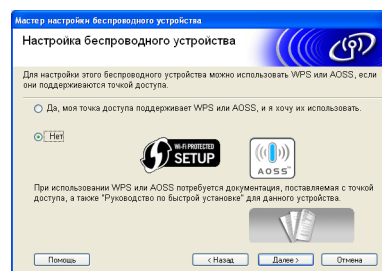 Мастер настройки беспроводного устройства
Настройка беспроводного устройства
Для настройки этого беспроводного устройства можно использовать WPS или AOSS, если
они поддерживаются точкой доступа.
Да, моя точка доступа поддерживает WPS или AOSS, и я хочу их использовать.
Нет
WI-FI PROTECTED
SETUP
AOSS
При использовании WPS или AOSS потребуется документация, поставляемая с точкой
доступа, а также "Руководство по быстрой установке" для данного устройства.
Помощь
< Назад
Далее >
Отмена